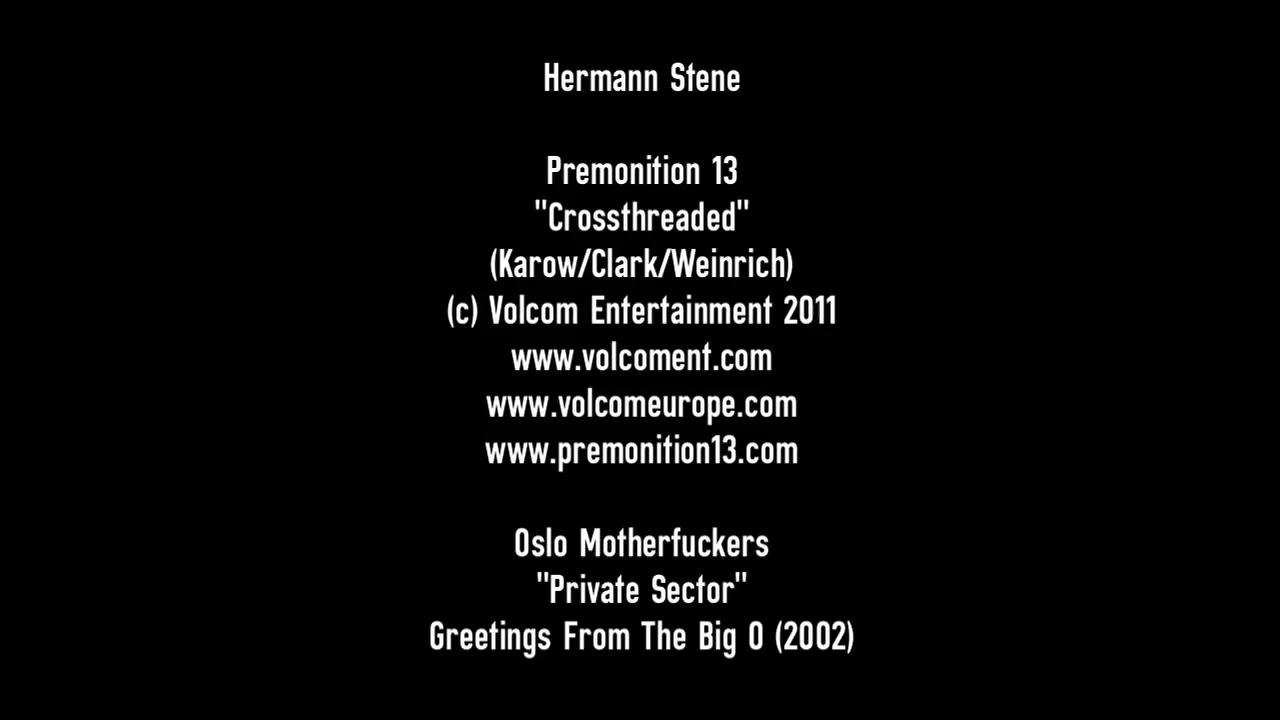 Hermann Stene
Premonition 13
"Crossthreaded"
(Karow/Clark/Weinrich)
(c) Volcom Entertainment 2011
www.volcoment.com
www.volcomeurope.com
www.premonition13.com
Oslo Motherfuckers
"Private Sector"
Greetings From The Big O (2002)